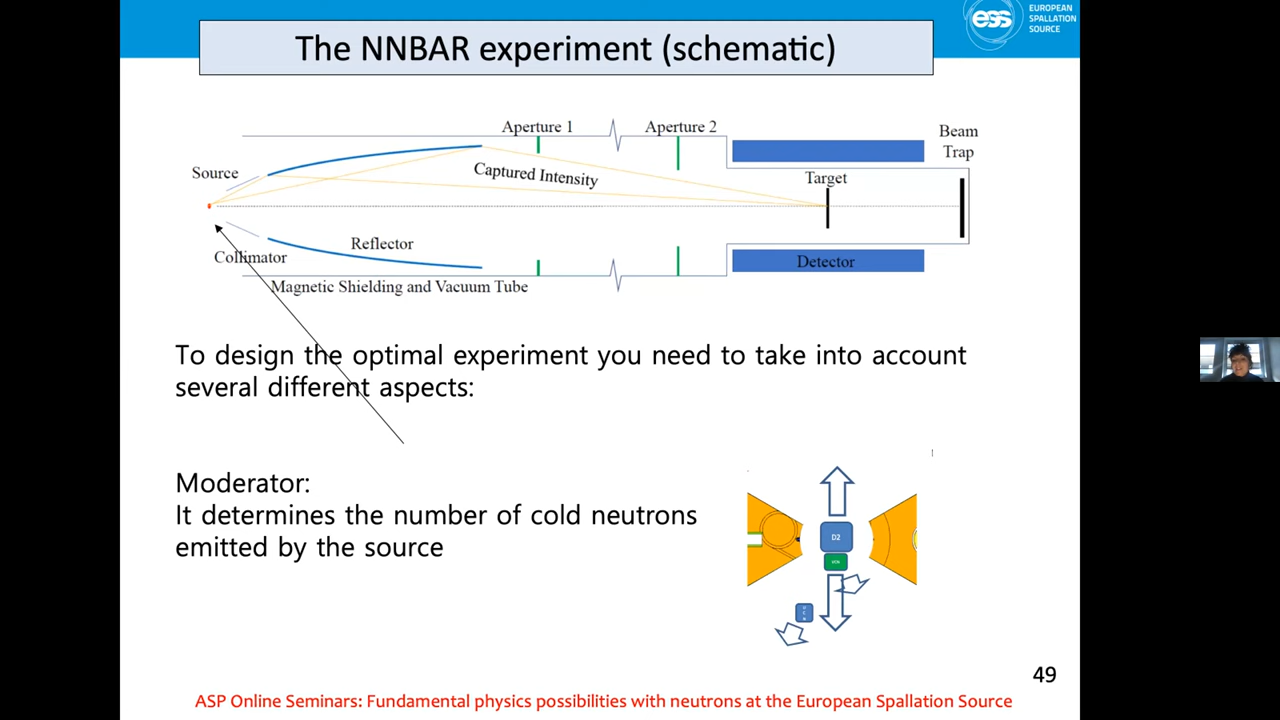 The NNBAR experiment (schematic)
ess
EUROPEAN
SPALLATION
SOURCE
Aperture 1
Aperture 2
Beam
Trap
Source
Captured Intensity
Target
Reflector
Collimator
Detector
Magnetic Shielding and Vacuum Tube
To design the optimal experiment you need to take into account
several different aspects:
Moderator:
It determines the number of cold neutrons
emitted by the source
D2
VCN
49
ASP Online Seminars: Fundamental physics possibilities with neutrons at the European Spallation Source